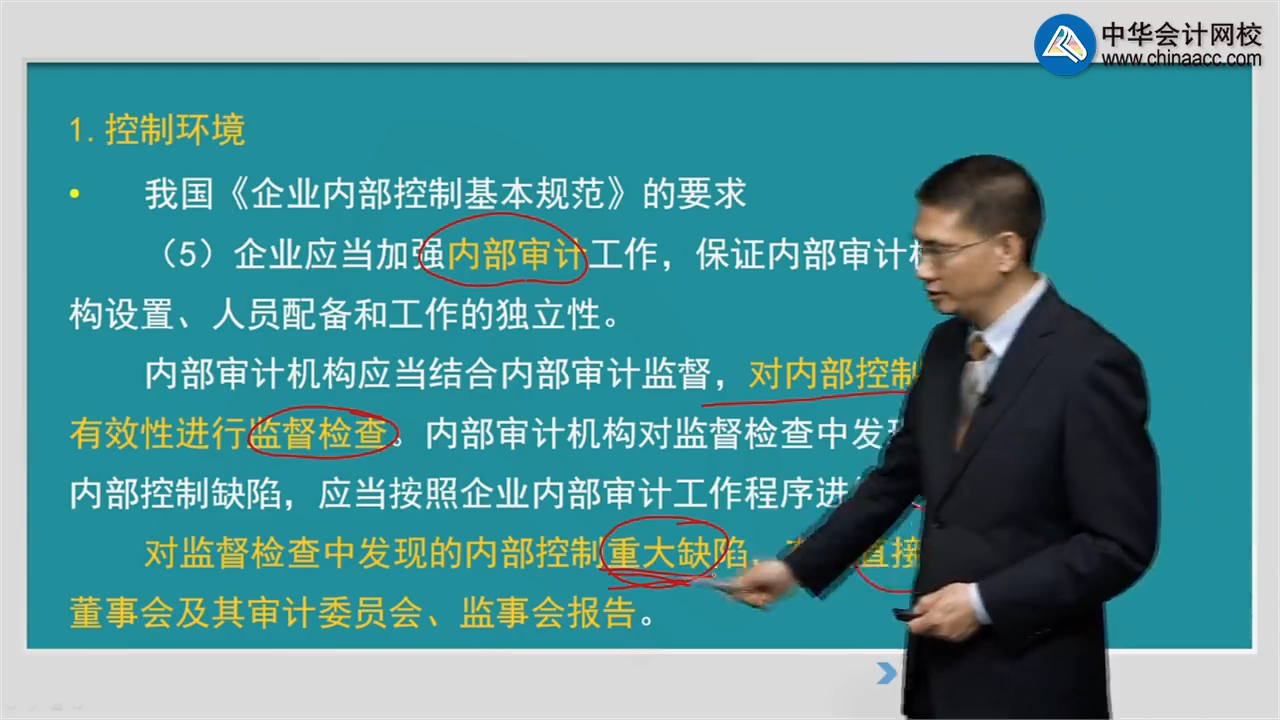 中华会计网校
www.chinaacc.com
1.控制环境
• 我国《企业内部控制基本规范》的要求
（5）企业应当加强内部审计工作，保证内部审计
构设置、人员配备和工作的独立性。
内部审计机构应当结合内部审计监督，对内部控制
有效性进行监督检查。内部审计机构对监督检查中发现
内部控制缺陷，应当按照企业内部审计工作程序进
对监督检查中发现的内部控制重大缺陷，直接
董事会及其审计委员会、监事会报告。